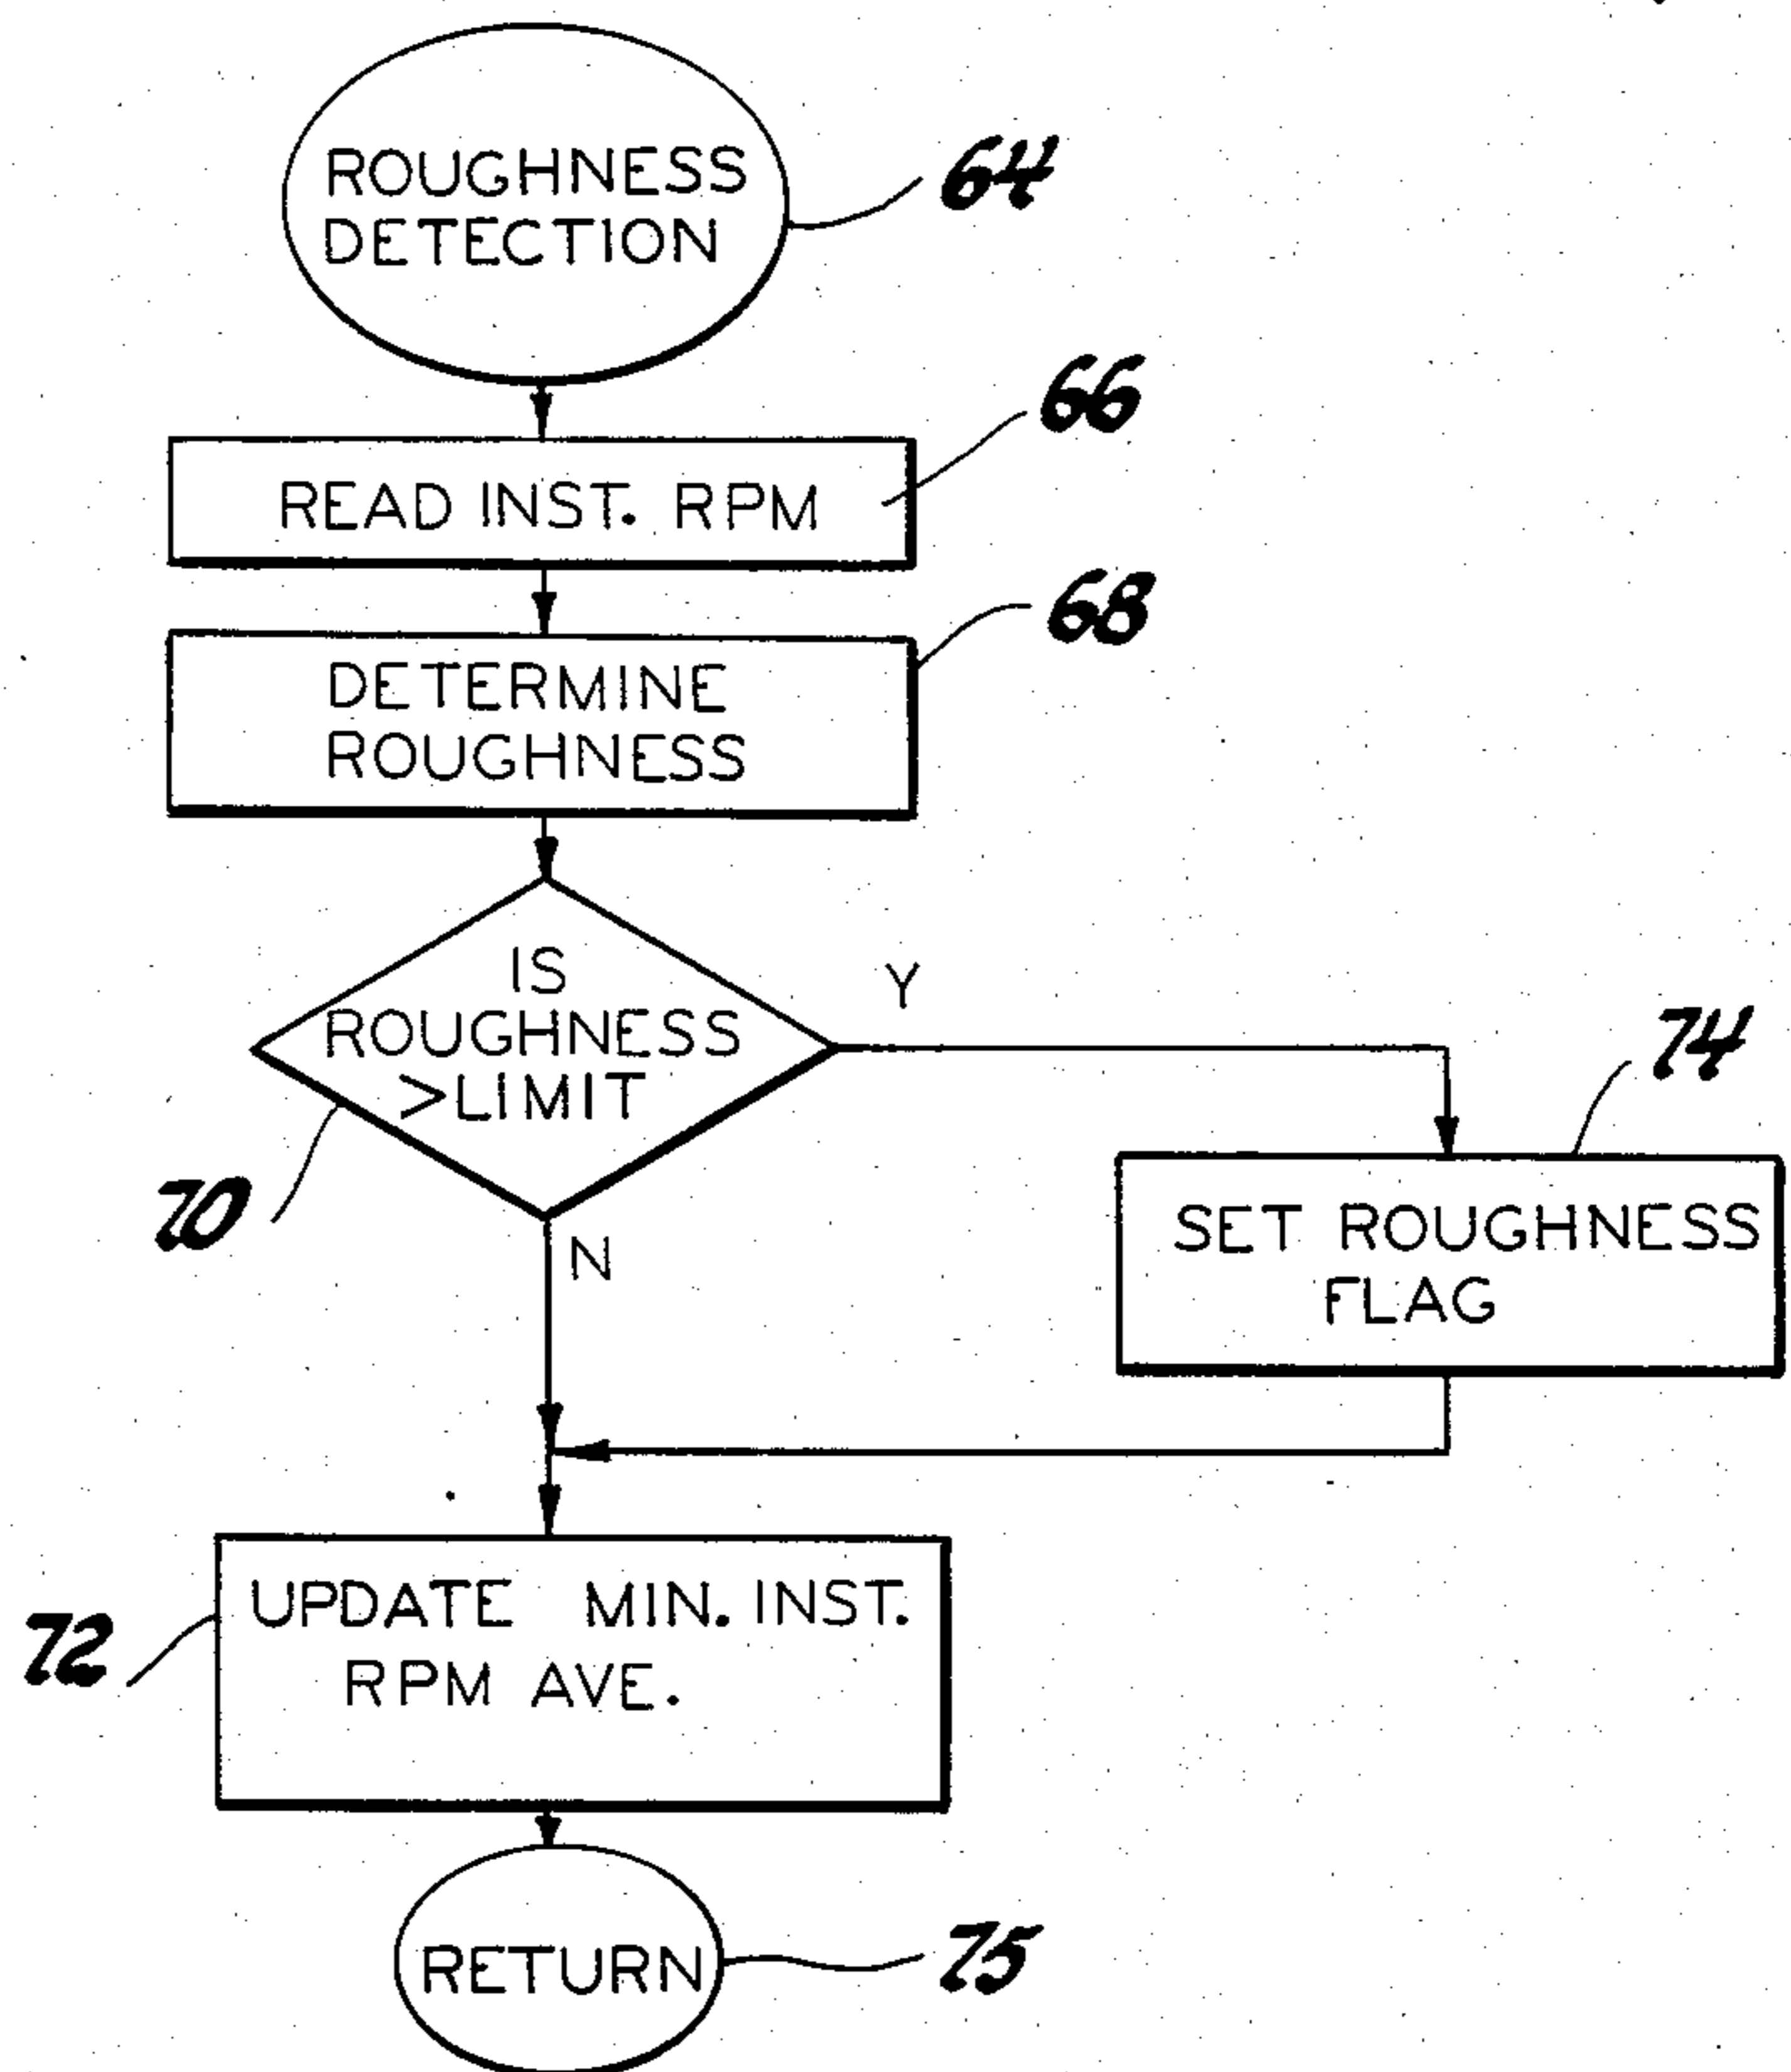 ROUGHNESS
DETECTION
64
READ INST. RPM
66
DETERMINE
ROUGHNESS
68
IS
ROUGHNESS
>LIMIT
70
Y
N
74
SET ROUGHNESS
FLAG
UPDATE MIN. INST.
RPM AVE.
72
RETURN
75